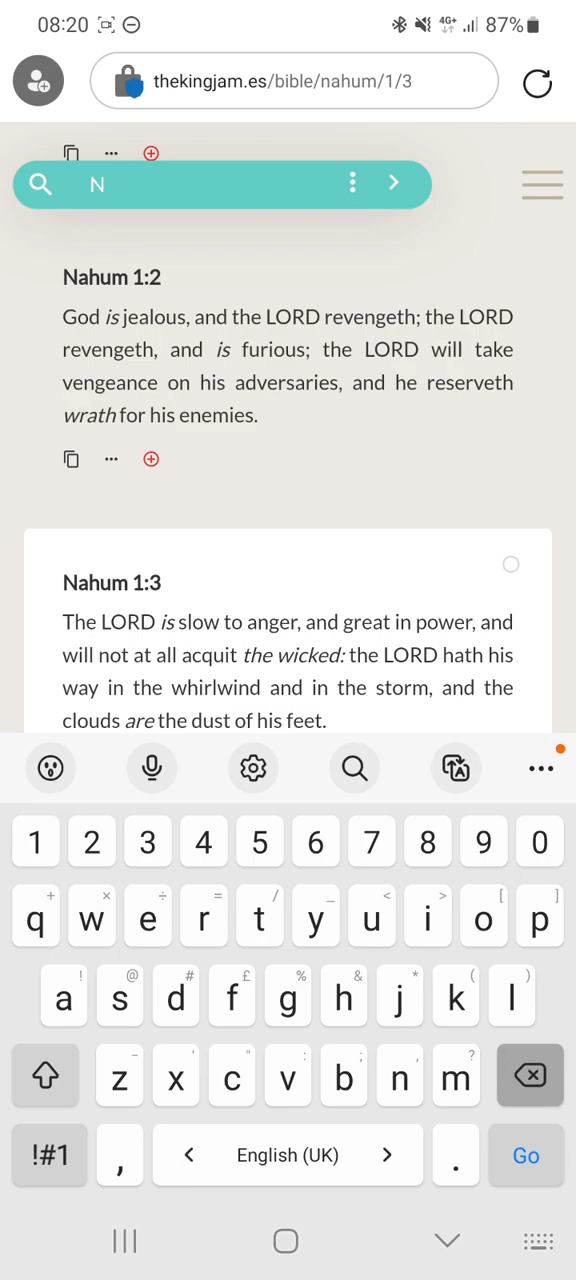 08:20 4G+ 87%
thekingjam.es/bible/nahum/1/3
N
Nahum 1:2
God is jealous, and the LORD revengeth; the LORD
revengeth, and is furious; the LORD will take
vengeance on his adversaries, and he reserveth
wrath for his enemies.
Nahum 1:3
The LORD is slow to anger, and great in power, and
will not at all acquit the wicked: the LORD hath his
way in the whirlwind and in the storm, and the
clouds are the dust of his feet.
1 2 3 4 5 6 7 8 9 0
+ × ÷ = / _ < > [ ]
q w e r t y u i o p
! @ # £ % & * ( )
a s d f g h j k l
- ' " : ; , ?
z x c v b n m
!#1 , < English (UK) > . Go